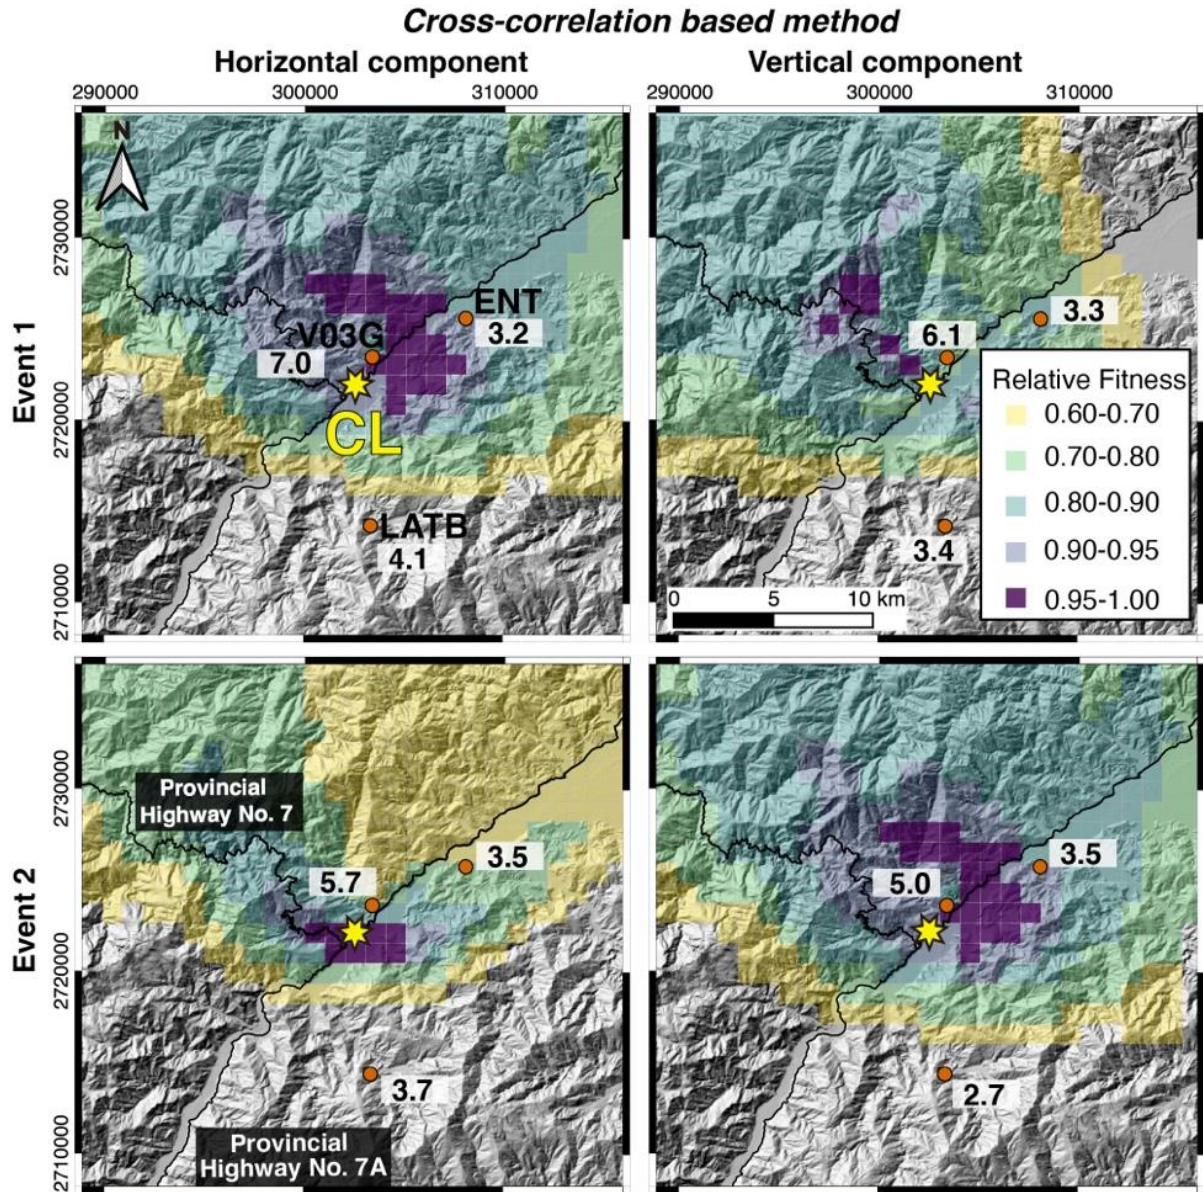 Cross-correlation based method
Horizontal component
Vertical component
290000 3000000 3100000
290000 3000000 3100000
Event 1
2730000
2720000
2710000
N
ENT
3.2
V03G
7.0
CL
LATB
4.1
3.3
6.1
3.4
0 5 10 km
Relative Fitness
0.60-0.70
0.70-0.80
0.80-0.90
0.90-0.95
0.95-1.00
Event 2
2730000
2720000
2710000
Provincial
Highway No. 7
3.5
5.7
3.7
Provincial
Highway No. 7A
3.5
5.0
2.7